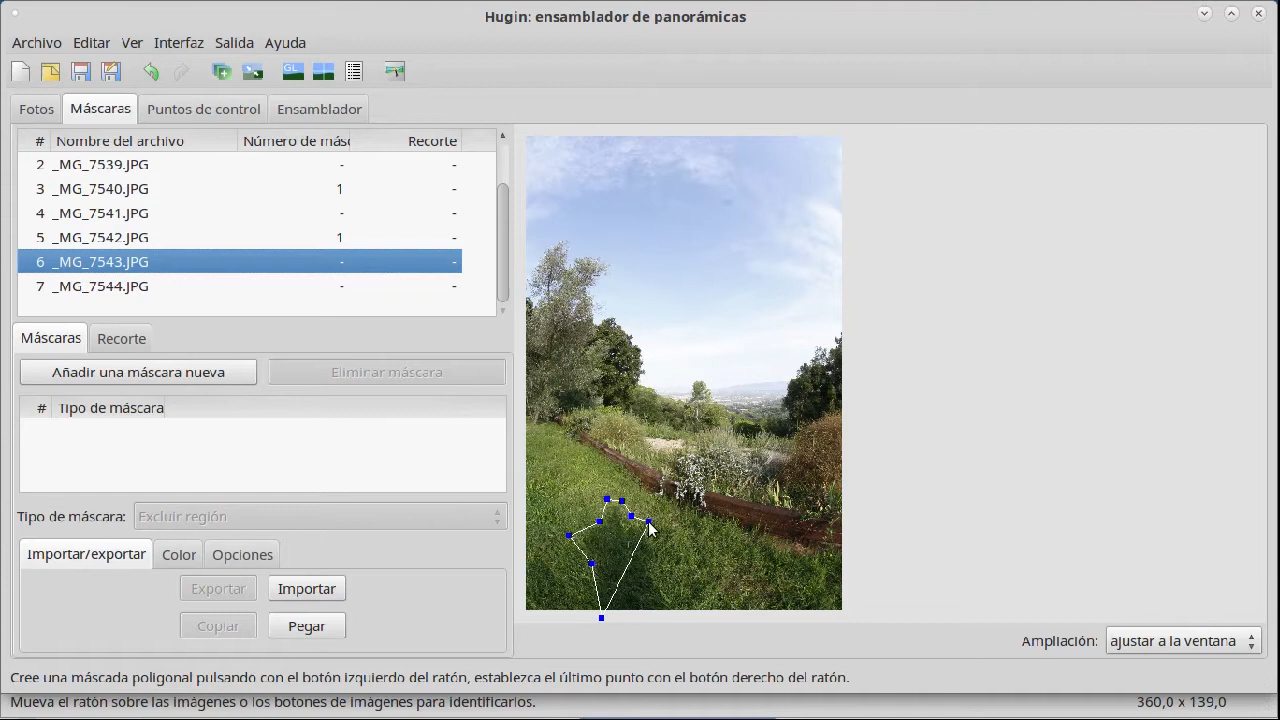 Hugin: ensamblador de panorámicas
Archivo Editar Ver Interfaz Salida Ayuda
GL
Fotos Máscaras Puntos de control Ensamblador
# Nombre del archivo Número de másc Recorte
2 _MG_7539.JPG - -
3 _MG_7540.JPG 1 -
4 _MG_7541.JPG - -
5 _MG_7542.JPG 1 -
6 _MG_7543.JPG - -
7 _MG_7544.JPG - -
Máscaras Recorte
Añadir una máscara nueva Eliminar máscara
# Tipo de máscara
Tipo de máscara: Excluir región
Importar/exportar Color Opciones
Exportar Importar
Copiar Pegar
Ampliación: ajustar a la ventana
Cree una máscada poligonal pulsando con el botón izquierdo del ratón, establezca el último punto con el botón derecho del ratón.
Mueva el ratón sobre las imágenes o los botones de imágenes para identificarlos. 360,0 x 139,0